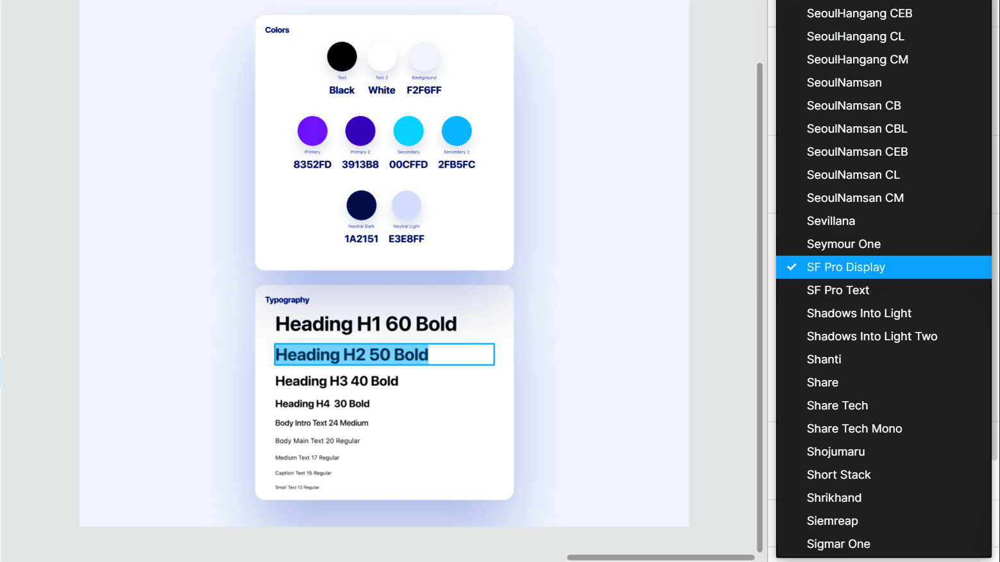 Colors
Text Text 2 Background
Black White F2F6FF
Primary Primary 2 Secondary Secondary 2
8352FD 3913B8 00CFFD 2FB5FC
Neutral Dark Neutral Light
1A2151 E3E8FF
Typography
Heading H1 60 Bold
Heading H2 50 Bold
Heading H3 40 Bold
Heading H4 30 Bold
Body Intro Text 24 Medium
Body Main Text 20 Regular
Medium Text 17 Regular
Caption Text 15 Regular
Small Text 13 Regular
SeoulHangang CEB
SeoulHangang CL
SeoulHangang CM
SeoulNamsan
SeoulNamsan CB
SeoulNamsan CBL
SeoulNamsan CEB
SeoulNamsan CL
SeoulNamsan CM
Sevillana
Seymour One
SF Pro Display
SF Pro Text
Shadows Into Light
Shadows Into Light Two
Shanti
Share
Share Tech
Share Tech Mono
Shojumaru
Short Stack
Shrikhand
Siemreap
Sigmar One